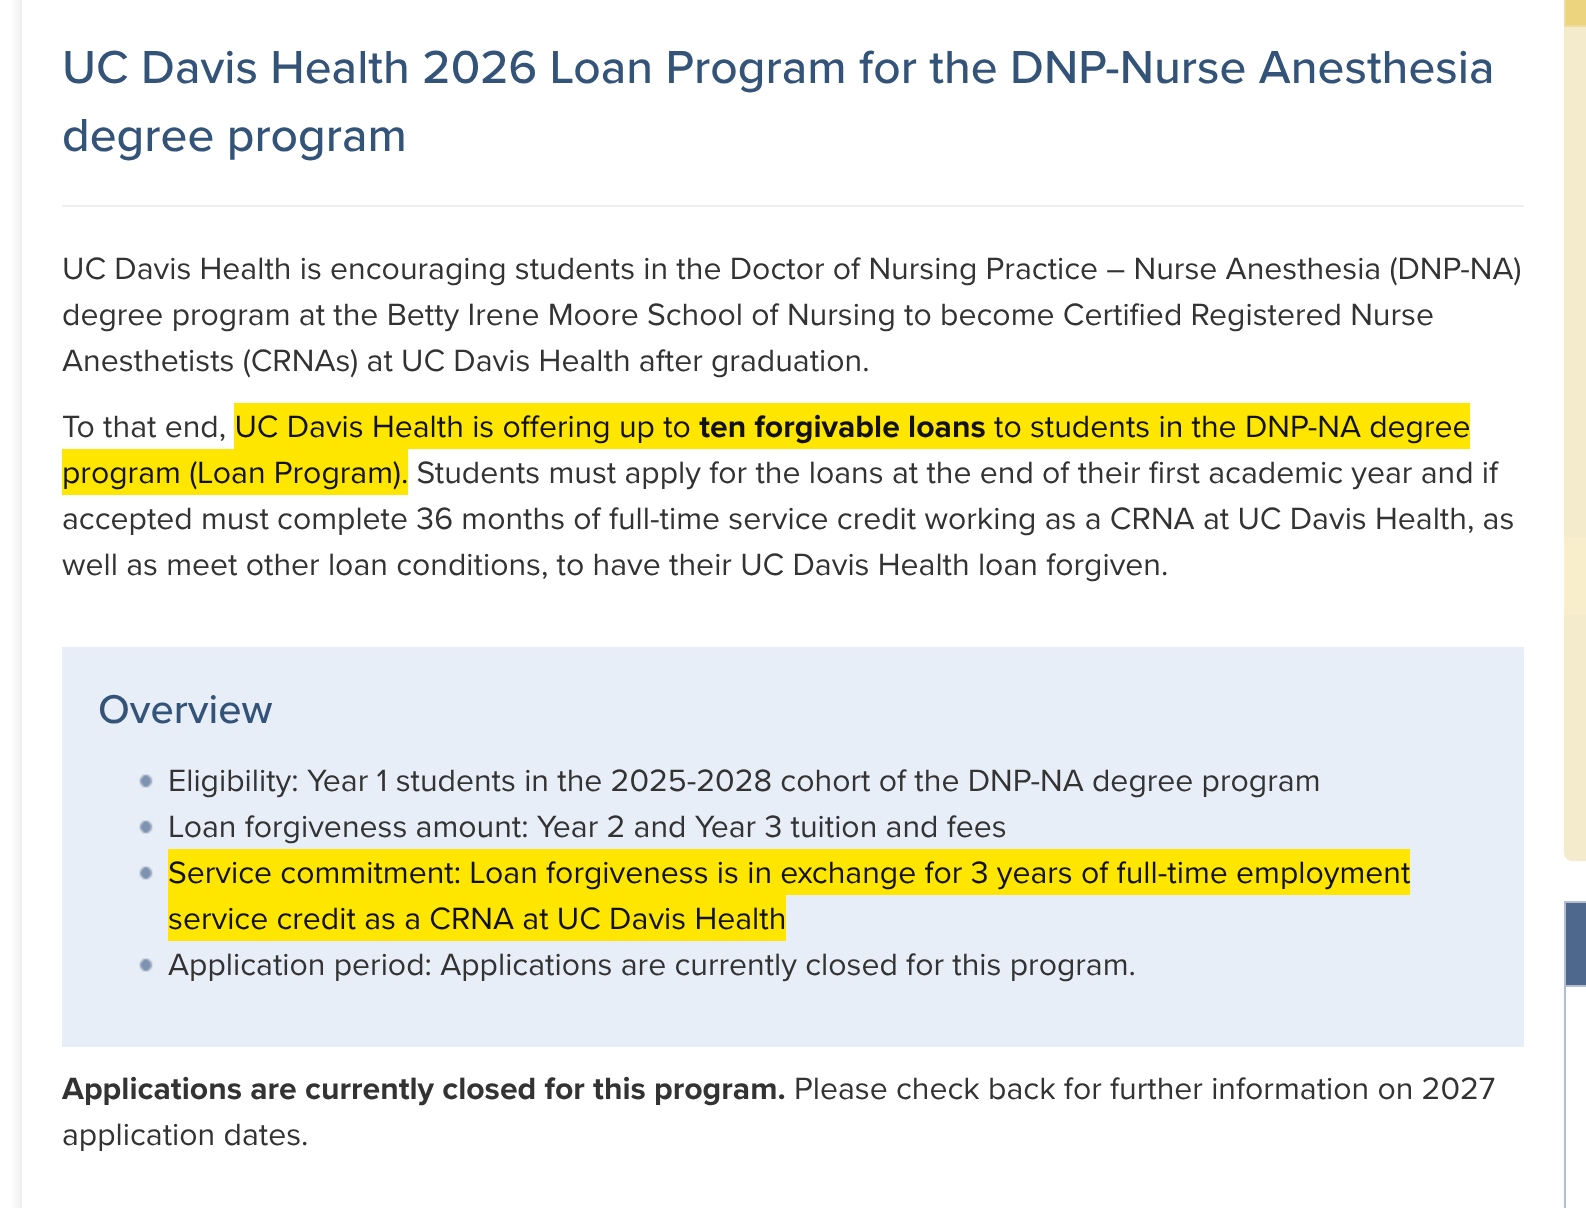 UC Davis Health 2026 Loan Program for the DNP-Nurse Anesthesia
degree program
UC Davis Health is encouraging students in the Doctor of Nursing Practice – Nurse Anesthesia (DNP-NA)
degree program at the Betty Irene Moore School of Nursing to become Certified Registered Nurse
Anesthetists (CRNAs) at UC Davis Health after graduation.
To that end, UC Davis Health is offering up to ten forgivable loans to students in the DNP-NA degree
program (Loan Program). Students must apply for the loans at the end of their first academic year and if
accepted must complete 36 months of full-time service credit working as a CRNA at UC Davis Health, as
well as meet other loan conditions, to have their UC Davis Health loan forgiven.
Overview
Eligibility: Year 1 students in the 2025-2028 cohort of the DNP-NA degree program
Loan forgiveness amount: Year 2 and Year 3 tuition and fees
Service commitment: Loan forgiveness is in exchange for 3 years of full-time employment
service credit as a CRNA at UC Davis Health
Application period: Applications are currently closed for this program.
Applications are currently closed for this program. Please check back for further information on 2027
application dates.